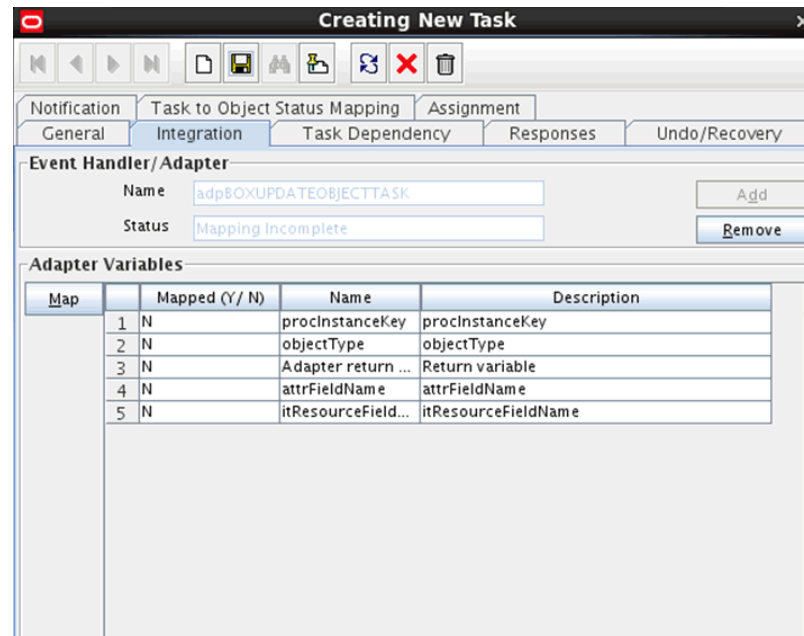 Creating New Task
Notification Task to Object Status Mapping Assignment
General Integration Task Dependency Responses Undo/Recovery
Event Handler/Adapter
Name adpBOXUPDATEOBJECTTASK Add
Status Mapping Incomplete Remove
Adapter Variables
Map Mapped (Y/ N) Name Description
1 N procInstanceKey procInstanceKey
2 N objectType objectType
3 N Adapter return ... Return variable
4 N attrFieldName attrFieldName
5 N itResourceField... itResourceFieldName